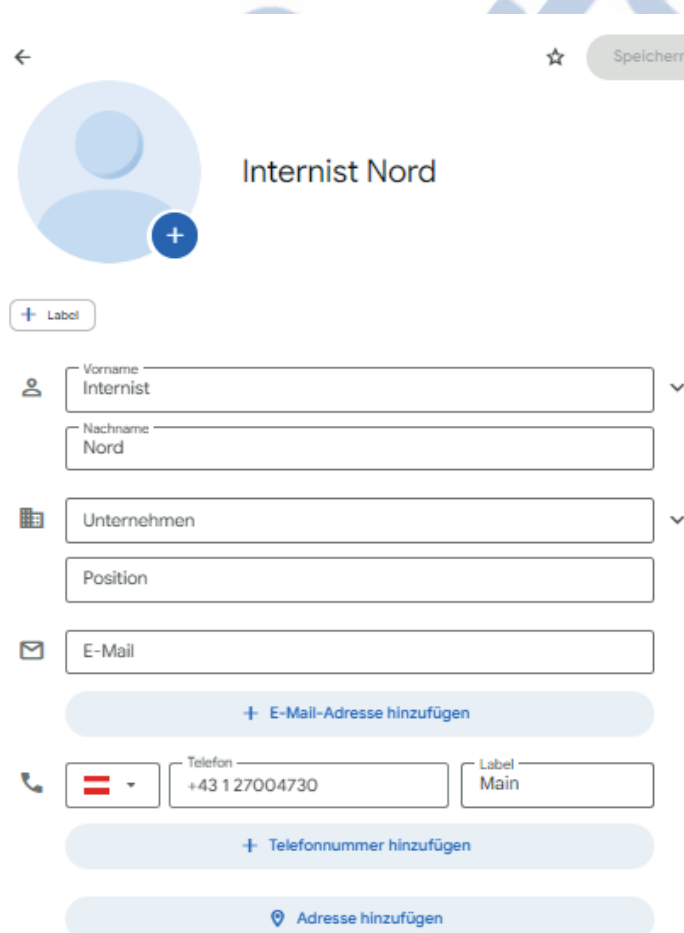 Speichern
Internist Nord
Label
Vorname
Internist
Nachname
Nord
Unternehmen
Position
E-Mail
+ E-Mail-Adresse hinzufügen
Telefon
+43 1 27004730
Label
Main
+ Telefonnummer hinzufügen
Adresse hinzufügen